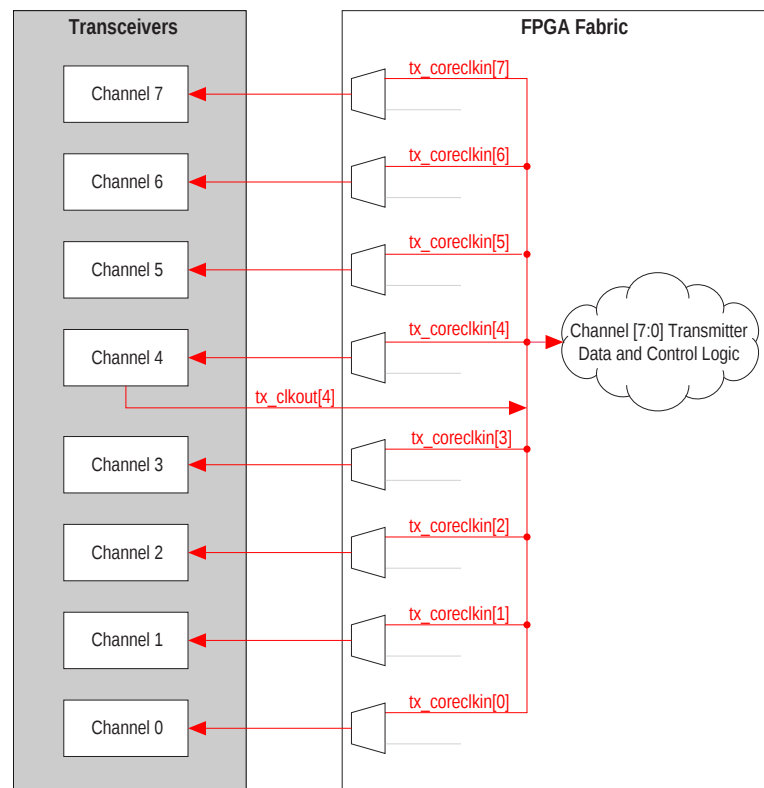 Transceivers
FPGA Fabric
Channel 7
tx_coreclkin[7]
Channel 6
tx_coreclkin[6]
Channel 5
tx_coreclkin[5]
Channel 4
tx_coreclkin[4]
Channel [7:0] Transmitter
Data and Control Logic
tx_clkout[4]
Channel 3
tx_coreclkin[3]
Channel 2
tx_coreclkin[2]
Channel 1
tx_coreclkin[1]
Channel 0
tx_coreclkin[0]